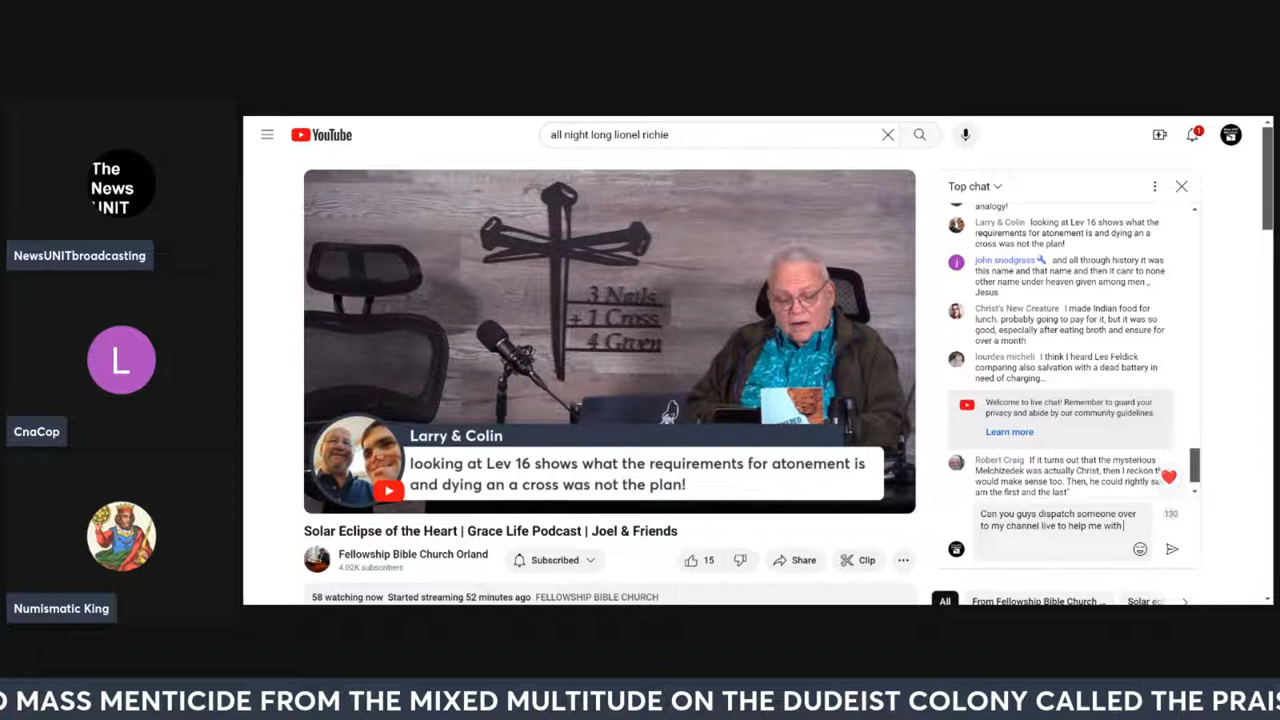 The
News
UNIT
NewsUNITbroadcasting
L
CnaCop
Numismatic King
YouTube
all night long lionel richie
1
3 Nails
+ 1 Cross
4 Given
Larry & Colin
looking at Lev 16 shows what the requirements for atonement is
and dying an a cross was not the plan!
Solar Eclipse of the Heart | Grace Life Podcast | Joel & Friends
Fellowship Bible Church Orland
4.02K subscribers
Subscribed
15
Share
Clip
58 watching now Started streaming 52 minutes ago FELLOWSHIP BIBLE CHURCH
Top chat
analogy!
Larry & Colin looking at Lev 16 shows what the
requirements for atonement is and dying an a
cross was not the plan!
john snodgrass and all through history it was
this name and that name and then it canr to none
other name under heaven given among men ,,
Jesus
Christ's New Creature I made Indian food for
lunch. probably going to pay for it, but it was so
good, especially after eating broth and ensure for
over a month
lourdes micheli I think I heard Les Feldick
comparing also salvation with a dead battery in
need of charging...
Welcome to live chat! Remember to guard your
privacy and abide by our community guidelines.
Learn more
Robert Craig If it turns out that the mysterious
Melchizedek was actually Christ, then I reckon
would make sense too. Then, he could rightly
am the first and the last"
Can you guys dispatch someone over
to my channel live to help me with
130
All
From Fellowship Bible Church ...
Solar
MASS MENTICIDE FROM THE MIXED MULTITUDE ON THE DUDEIST COLONY CALLED THE